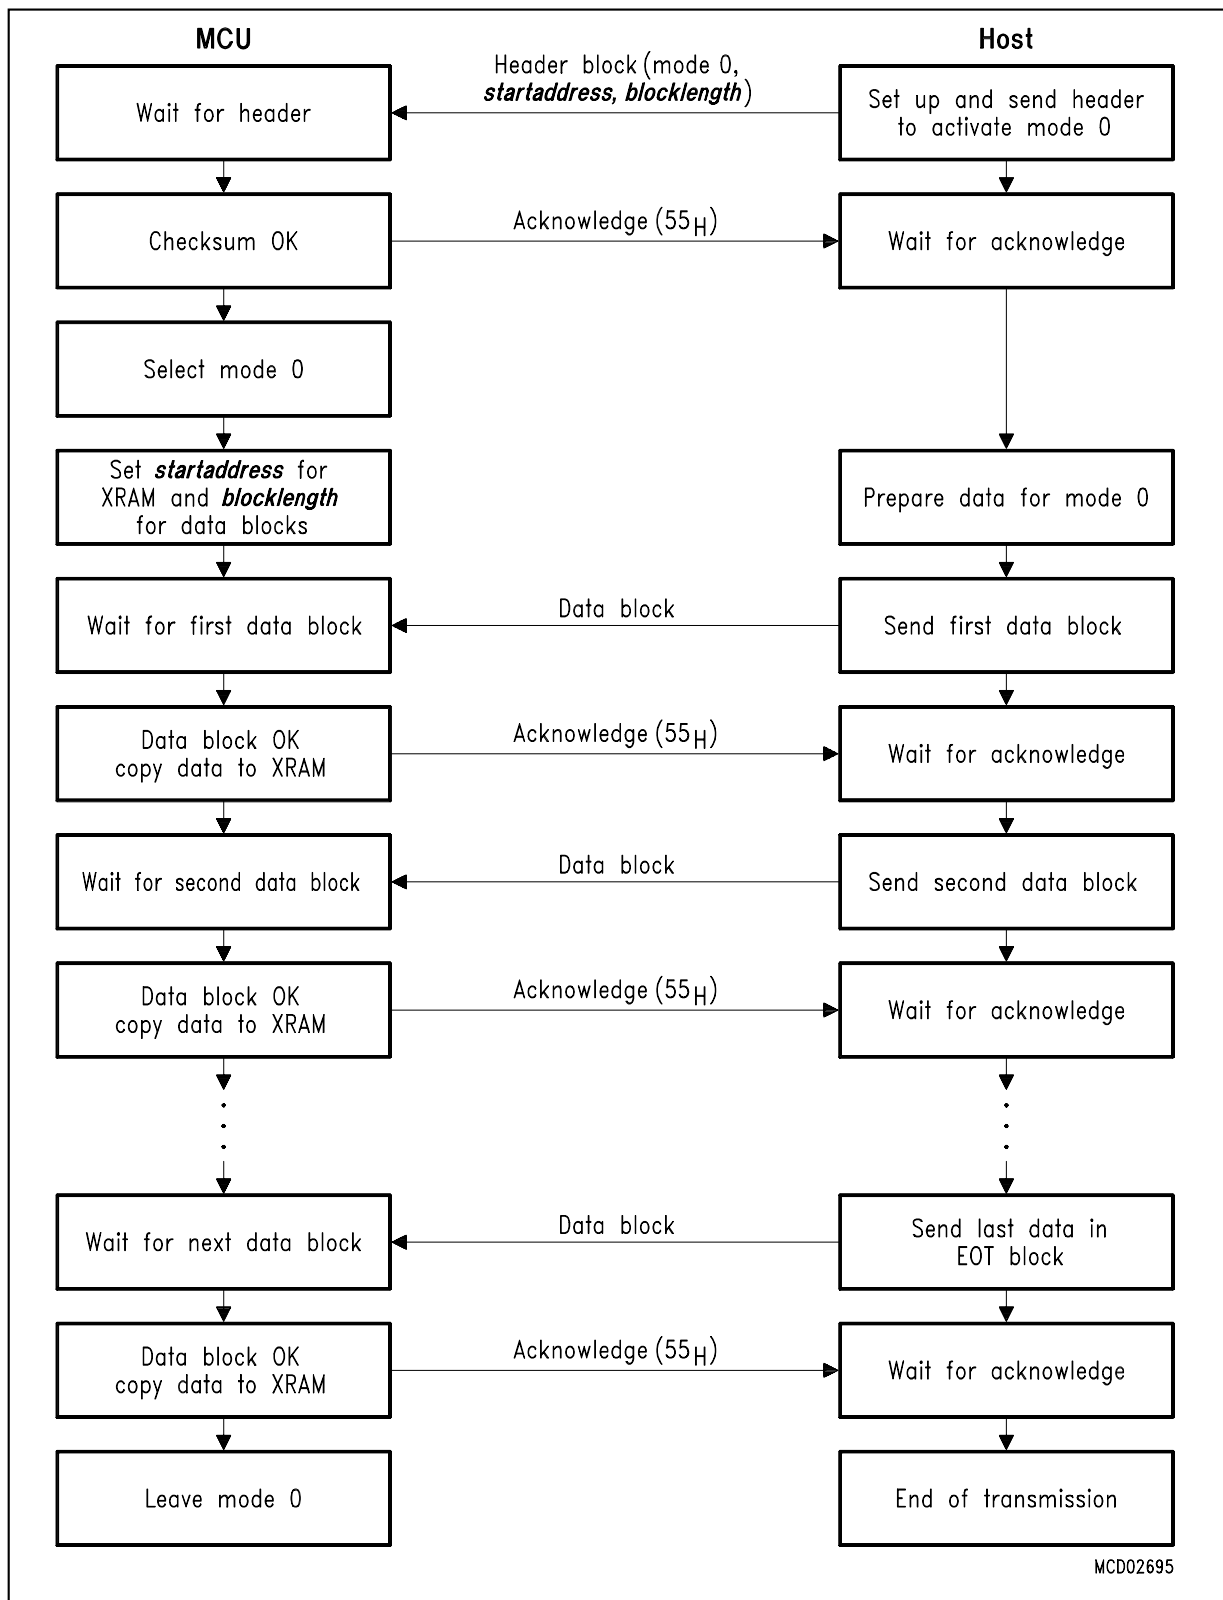 MCU
Host
Header block (mode 0,
startaddress, blocklength)
Wait for header
Set up and send header
to activate mode 0
Checksum OK
Acknowledge (55H)
Wait for acknowledge
Select mode 0
Set startaddress for
XRAM and blocklength
for data blocks
Prepare data for mode 0
Wait for first data block
Data block
Send first data block
Data block OK
copy data to XRAM
Acknowledge (55H)
Wait for acknowledge
Wait for second data block
Data block
Send second data block
Data block OK
copy data to XRAM
Acknowledge (55H)
Wait for acknowledge
Wait for next data block
Data block
Send last data in
EOT block
Data block OK
copy data to XRAM
Acknowledge (55H)
Wait for acknowledge
Leave mode 0
End of transmission
MCD02695